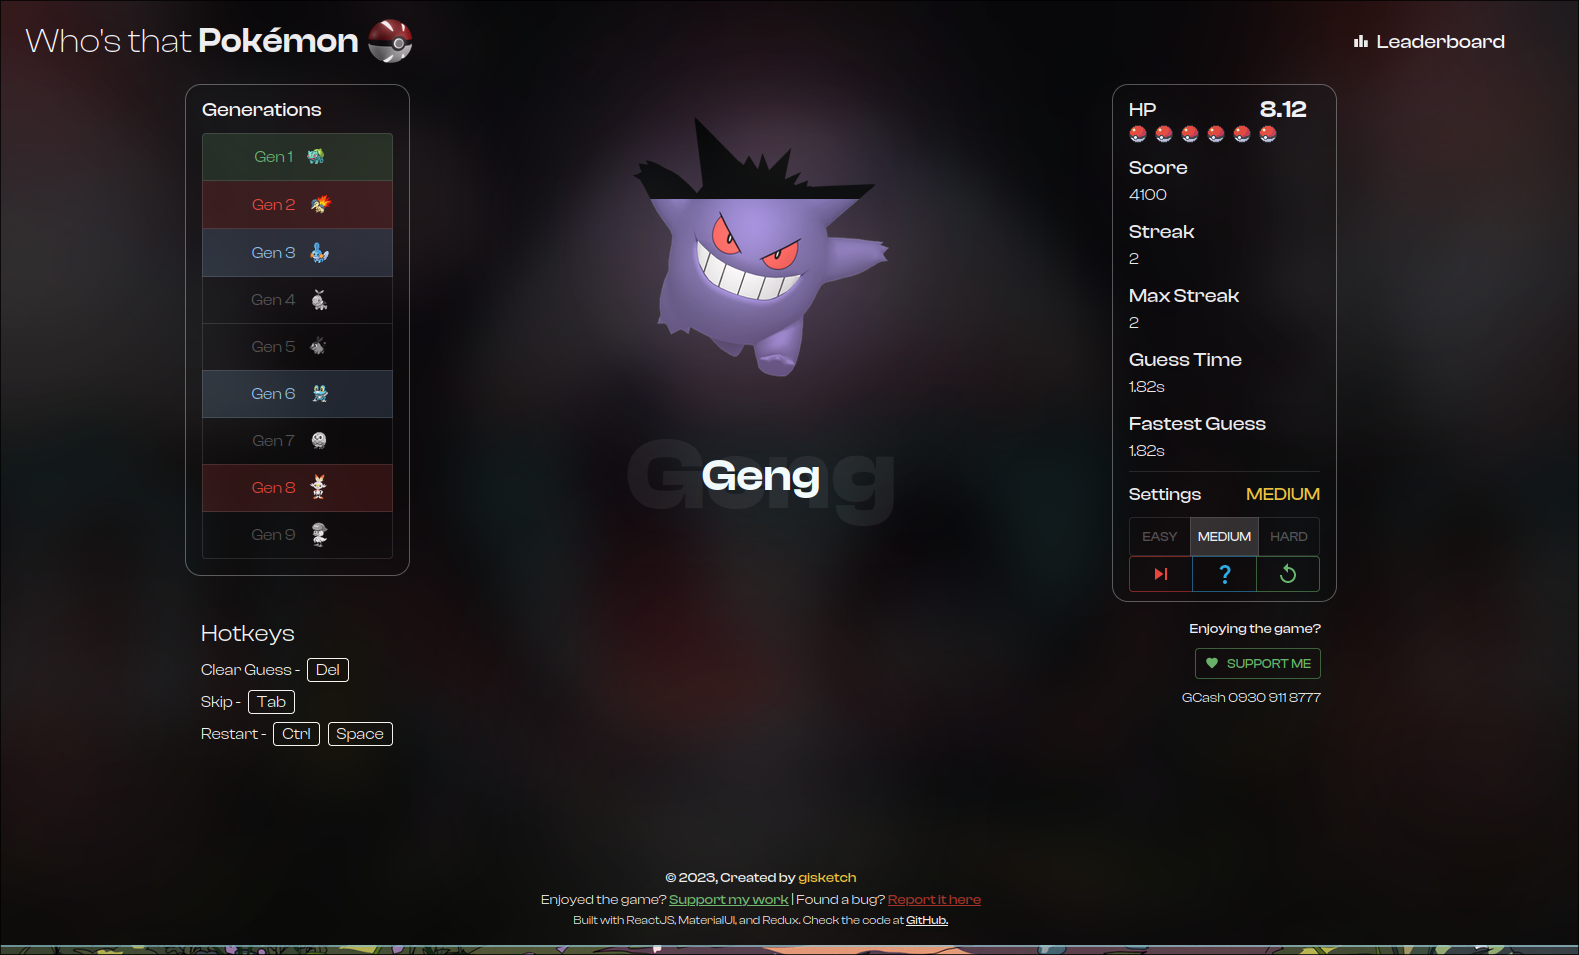 Who's that Pokémon
Leaderboard
Generations
Gen 1
Gen 2
Gen 3
Gen 4
Gen 5
Gen 6
Gen 7
Gen 8
Gen 9
Hotkeys
Clear Guess - Del
Skip - Tab
Restart - Ctrl Space
Geng
Geng
HP 8.12
Score
4100
Streak
2
Max Streak
2
Guess Time
1.82s
Fastest Guess
1.82s
Settings MEDIUM
EASY MEDIUM HARD
?
Enjoying the game?
SUPPORT ME
GCash 0930 911 8777
© 2023, Created by gisketch
Enjoyed the game? Support my work | Found a bug? Report it here
Built with ReactJS, MaterialUI, and Redux. Check the code at GitHub.